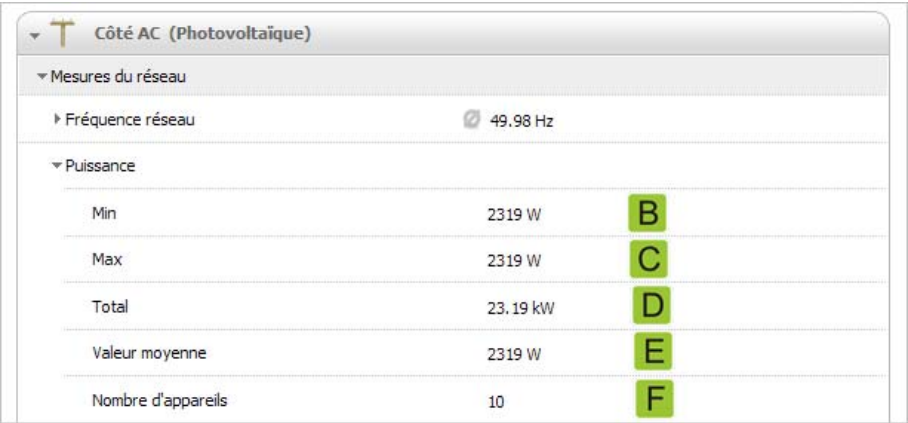 Côté AC (Photovoltaïque)
Mesures du réseau
Fréquence réseau Ø 49.98 Hz
Puissance
Min 2319 W B
Max 2319 W C
Total 23.19 kW D
Valeur moyenne 2319 W E
Nombre d'appareils 10 F